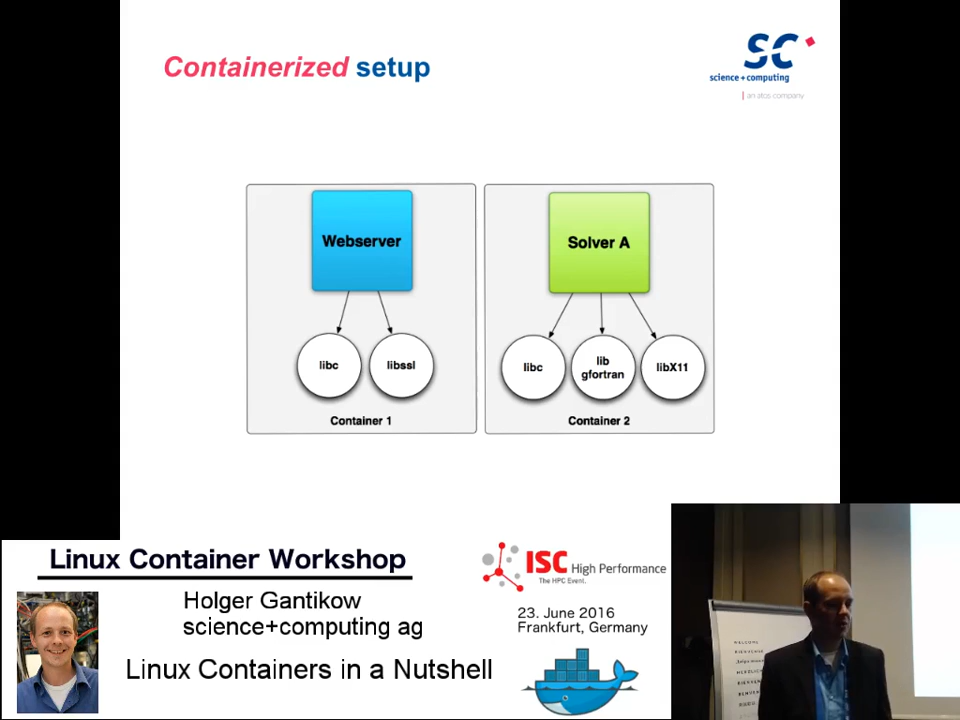 Containerized setup
SC
science + computing
an atos company
Webserver
Solver A
libc
libssl
libc
lib
gfortran
libX11
Container 1
Container 2
Linux Container Workshop
Holger Gantikow
science+computing ag
Linux Containers in a Nutshell
ISC High Performance
The HPC Event.
23. June 2016
Frankfurt, Germany
WELCOME
BIENVENUE